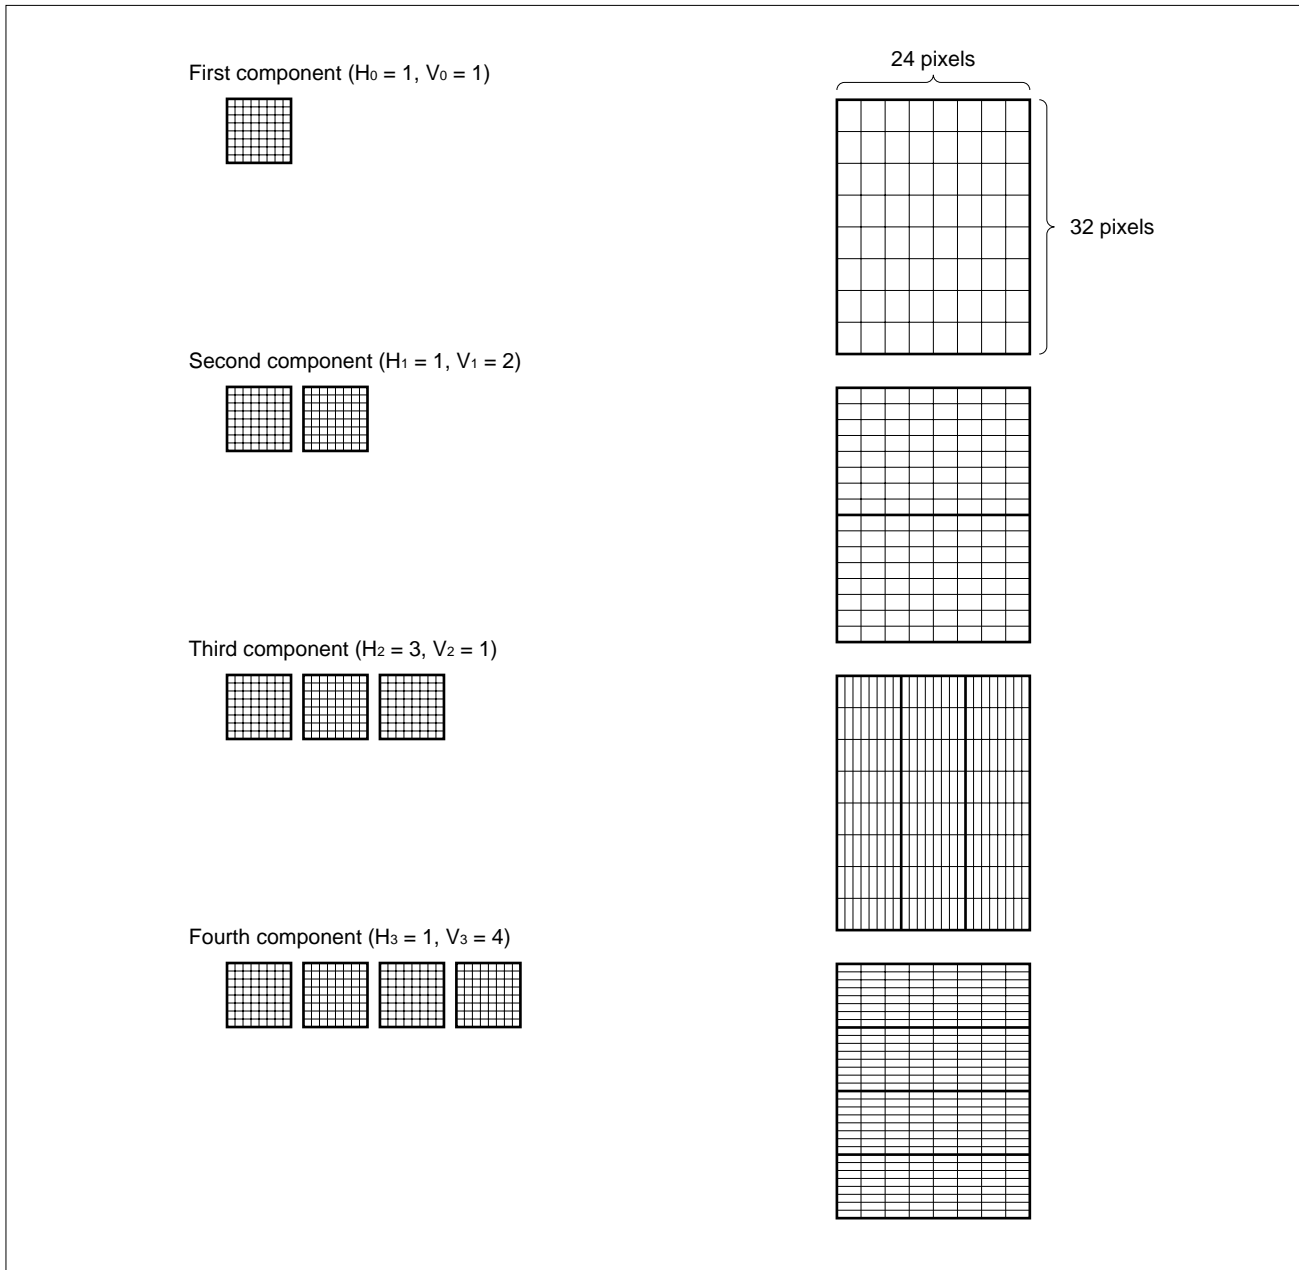 First component (H0 = 1, V0 = 1)
24 pixels
32 pixels
Second component (H1 = 1, V1 = 2)
Third component (H2 = 3, V2 = 1)
Fourth component (H3 = 1, V3 = 4)